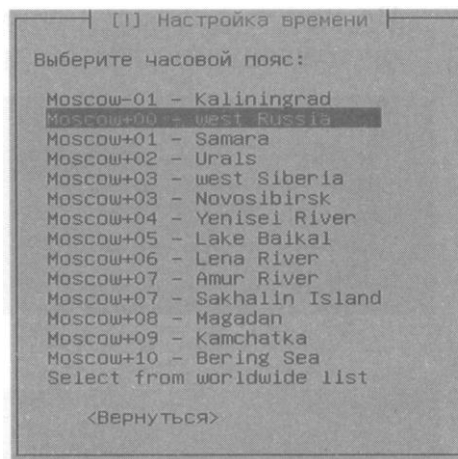 [!] Настройка времени
Выберите часовой пояс:
Moscow-01 - Kaliningrad
Moscow+00 - west Russia
Moscow+01 - Samara
Moscow+02 - Urals
Moscow+03 - west Siberia
Moscow+03 - Novosibirsk
Moscow+04 - Yenisei River
Moscow+05 - Lake Baikal
Moscow+06 - Lena River
Moscow+07 - Amur River
Moscow+07 - Sakhalin Island
Moscow+08 - Magadan
Moscow+09 - Kamchatka
Moscow+10 - Bering Sea
Select from worldwide list
<Вернуться>